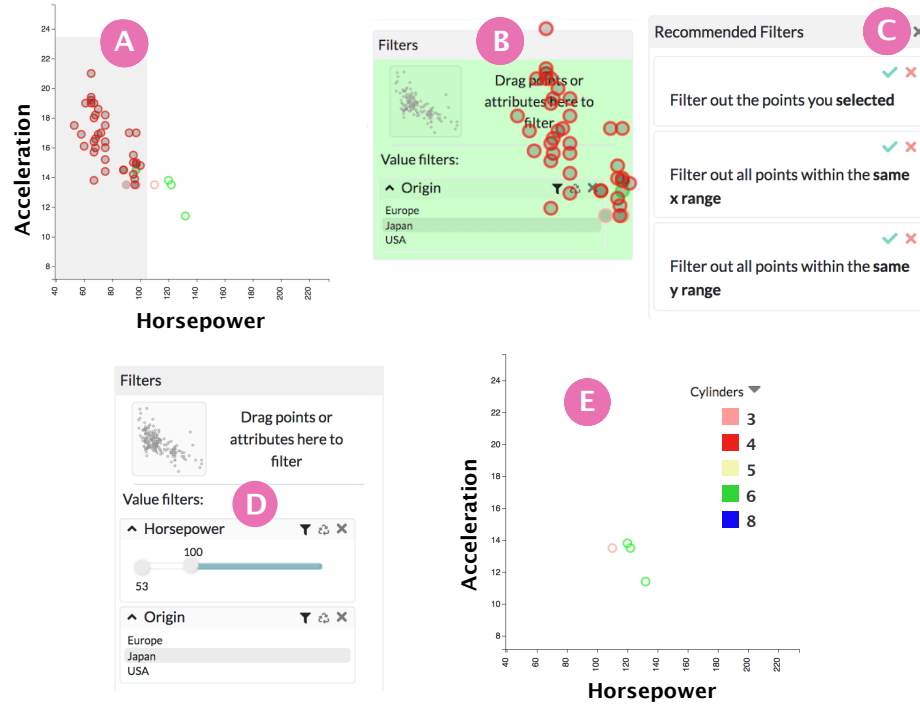 A
24
22
20
18
16
14
12
10
8
Acceleration
40
60
80
100
120
140
160
180
200
220
Horsepower
B
Filters
Drag points or
attributes here to
filter
Value filters:
Origin
Europe
Japan
USA
C
Recommended Filters
Filter out the points you selected
Filter out all points within the same
x range
Filter out all points within the same
y range
Filters
Drag points or
attributes here to
filter
Value filters:
D
Horsepower
100
53
Origin
Europe
Japan
USA
E
24
22
20
18
16
14
12
10
8
Acceleration
40
60
80
100
120
140
160
180
200
220
Horsepower
Cylinders
3
4
5
6
8